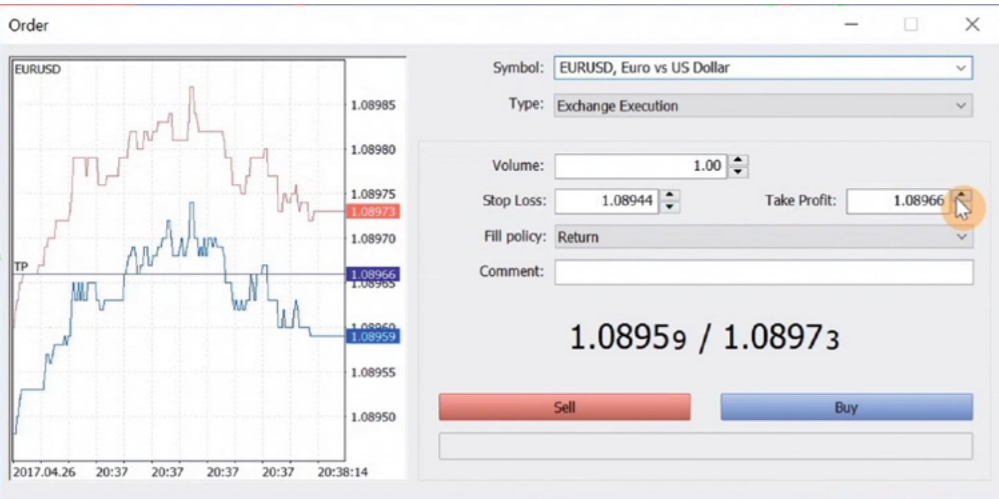 Order
EURUSD
1.08985
1.08980
1.08975
1.08973
1.08970
TP
1.08966
1.08965
1.08960
1.08959
1.08955
1.08950
2017.04.26 20:37 20:37 20:37 20:37 20:38:14
Symbol: EURUSD, Euro vs US Dollar
Type: Exchange Execution
Volume: 1.00
Stop Loss: 1.08944 Take Profit: 1.08966
Fill policy: Return
Comment:
1.08959 / 1.08973
Sell Buy